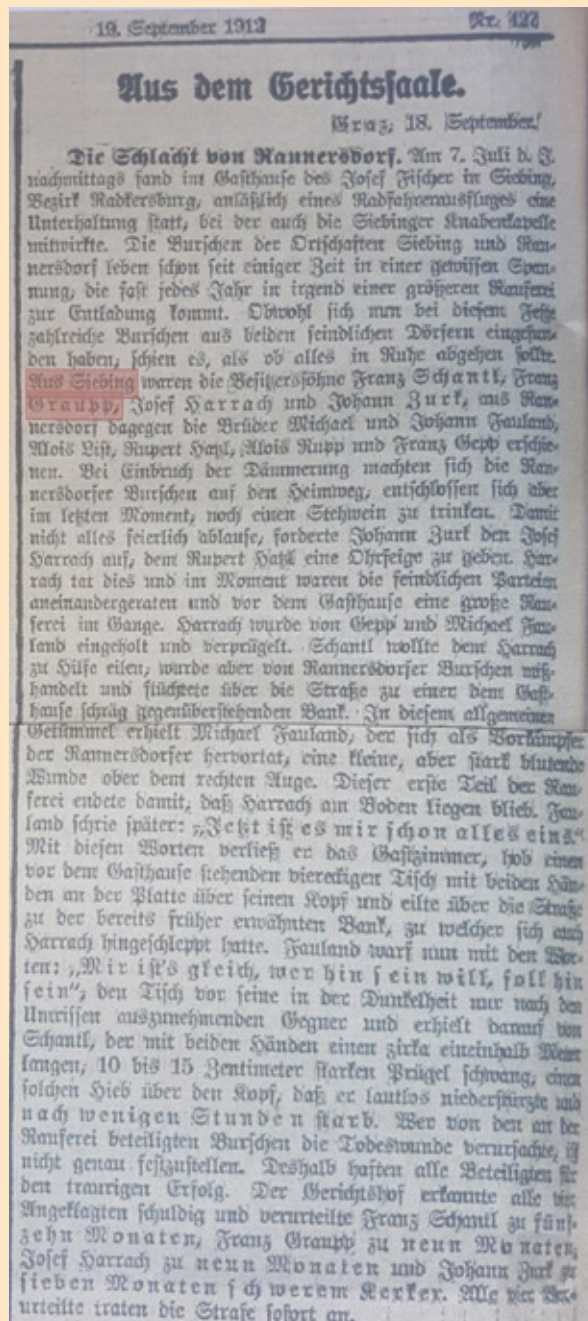 19. September 1912 Nr. 427
Aus dem Gerichtssaale.
Graz, 18. September.
Die Schlacht von Rannersdorf. Am 7. Juli d. J.
nachmittags fand im Gasthause des Josef Fischer in Siebing,
Bezirk Radkersburg, anläßlich eines Radfahrerausfluges eine
Unterhaltung statt, bei der auch die Siebinger Knabenkapelle
mitwirkte. Die Burschen der Ortschaften Siebing und Ran-
nersdorf leben schon seit einiger Zeit in einer gewissen Span-
nung, die fast jedes Jahr in irgend einer größeren Rauferei
zur Entladung kommt. Obwohl sich nun bei diesem Feste
zahlreiche Burschen aus beiden feindlichen Dörfern eingefun-
den haben, schien es, als ob alles in Ruhe abgehen sollte.
Aus Siebing waren die Besitzersöhne Franz Schantl, Franz
Graupp, Josef Harrach und Johann Zurk, aus Ran-
nersdorf dagegen die Brüder Michael und Johann Fauland,
Alois List, Rupert Hatzl, Alois Rupp und Franz Gepp erschie-
nen. Bei Einbruch der Dämmerung machten sich die Ran-
nersdorfer Burschen auf den Heimweg, entschlossen sich aber
im letzten Moment, noch einen Stehwein zu trinken. Damit
nicht alles feierlich ablaufe, forderte Johann Zurk den Josef
Harrach auf, dem Rupert Hatzl eine Ohrfeige zu geben. Har-
rach tat dies und im Moment waren die feindlichen Parteien
aneinandergeraten und vor dem Gasthause eine große Rau-
ferei im Gange. Harrach wurde von Gepp und Michael Fau-
land eingeholt und verprügelt. Schantl wollte dem Harrach
zu Hilfe eilen, wurde aber von Rannersdorfer Burschen miß-
handelt und flüchtete über die Straße zu einer dem Gast-
hause schräg gegenüberstehenden Bank. In diesem allgemeinen
Getümmel erhielt Michael Fauland, der sich als Vorkämpfer
der Rannersdorfer hervortat, eine kleine, aber stark blutende
Wunde ober dem rechten Auge. Dieser erste Teil der Rau-
ferei endete damit, daß Harrach am Boden liegen blieb. Fau-
land schrie später: „Jetzt ist es mir schon alles eins.“
Mit diesen Worten verließ er das Gastzimmer, hob einen
vor dem Gasthause stehenden viereckigen Tisch mit beiden Hän-
den an der Platte über seinen Kopf und eilte über die Straße
zu der bereits früher erwähnten Bank, zu welcher sich auch
Harrach hingeschleppt hatte. Fauland warf nun mit den Wor-
ten: „Mir ist's gleich, wer hin sein will, soll hin
sein“, den Tisch vor seine in der Dunkelheit nur nach den
Umrissen auszunehmenden Gegner und erhielt darauf von
Schantl, der mit beiden Händen einen zirka eineinhalb Meter
langen, 10 bis 15 Zentimeter starken Prügel schwang, einen
solchen Hieb über den Kopf, daß er lautlos niederstürzte und
nach wenigen Stunden starb. Wer von den an der
Rauferei beteiligten Burschen die Todeswunde verursachte, ist
nicht genau festzustellen. Deshalb haften alle Beteiligten für
den traurigen Erfolg. Der Gerichtshof erkannte alle vier
Angeklagten schuldig und verurteilte Franz Schantl zu fünf-
zehn Monaten, Franz Graupp zu neun Monaten,
Josef Harrach zu neun Monaten und Johann Zurk zu
sieben Monaten schwerem Kerker. Alle vier Ver-
urteilte traten die Strafe sofort an.